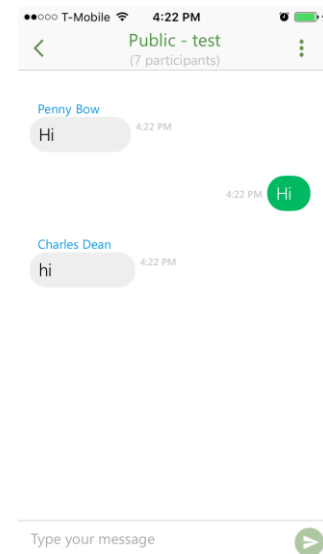 T-Mobile 4:22 PM
Public - test
(7 participants)
Penny Bow
Hi 4:22 PM
4:22 PM Hi
Charles Dean
hi 4:22 PM
Type your message